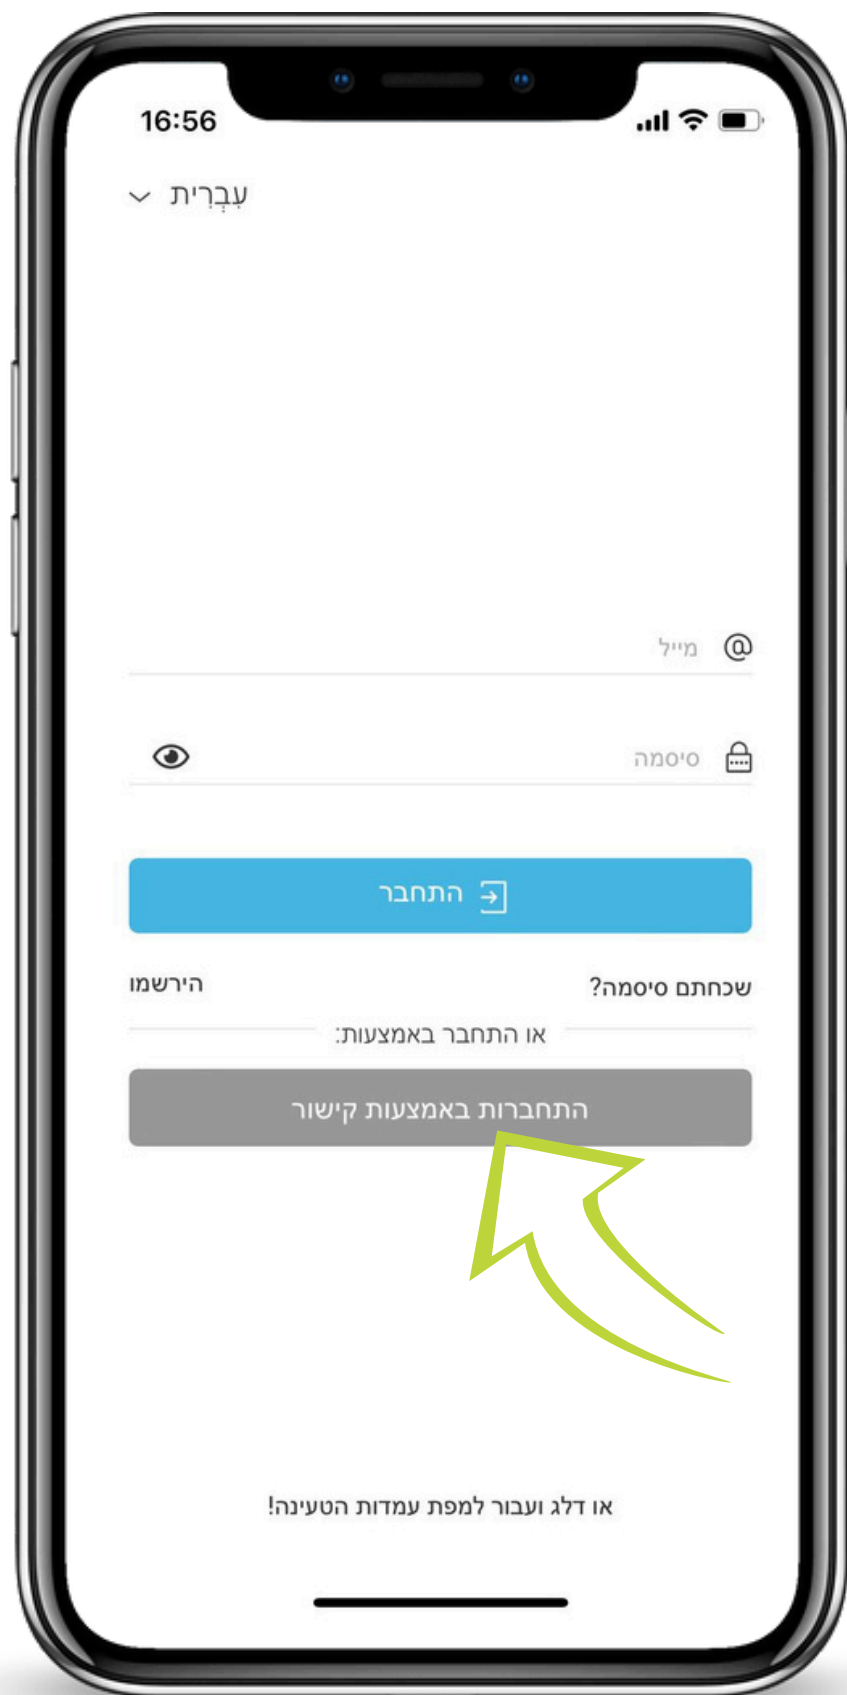 16:56
עִבְרִית
מייל
סיסמה
התחבר
שכחתם סיסמה?
הירשמו
או התחבר באמצעות:
התחברות באמצעות קישור
או דלג ועבור למפת עמדות הטעינה!